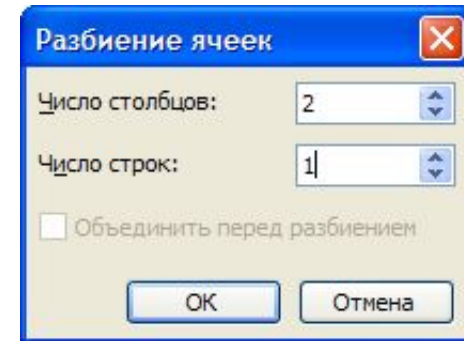 Разбиение ячеек
Число столбцов: 2
Число строк: 1
Объединить перед разбиением
ОК Отмена